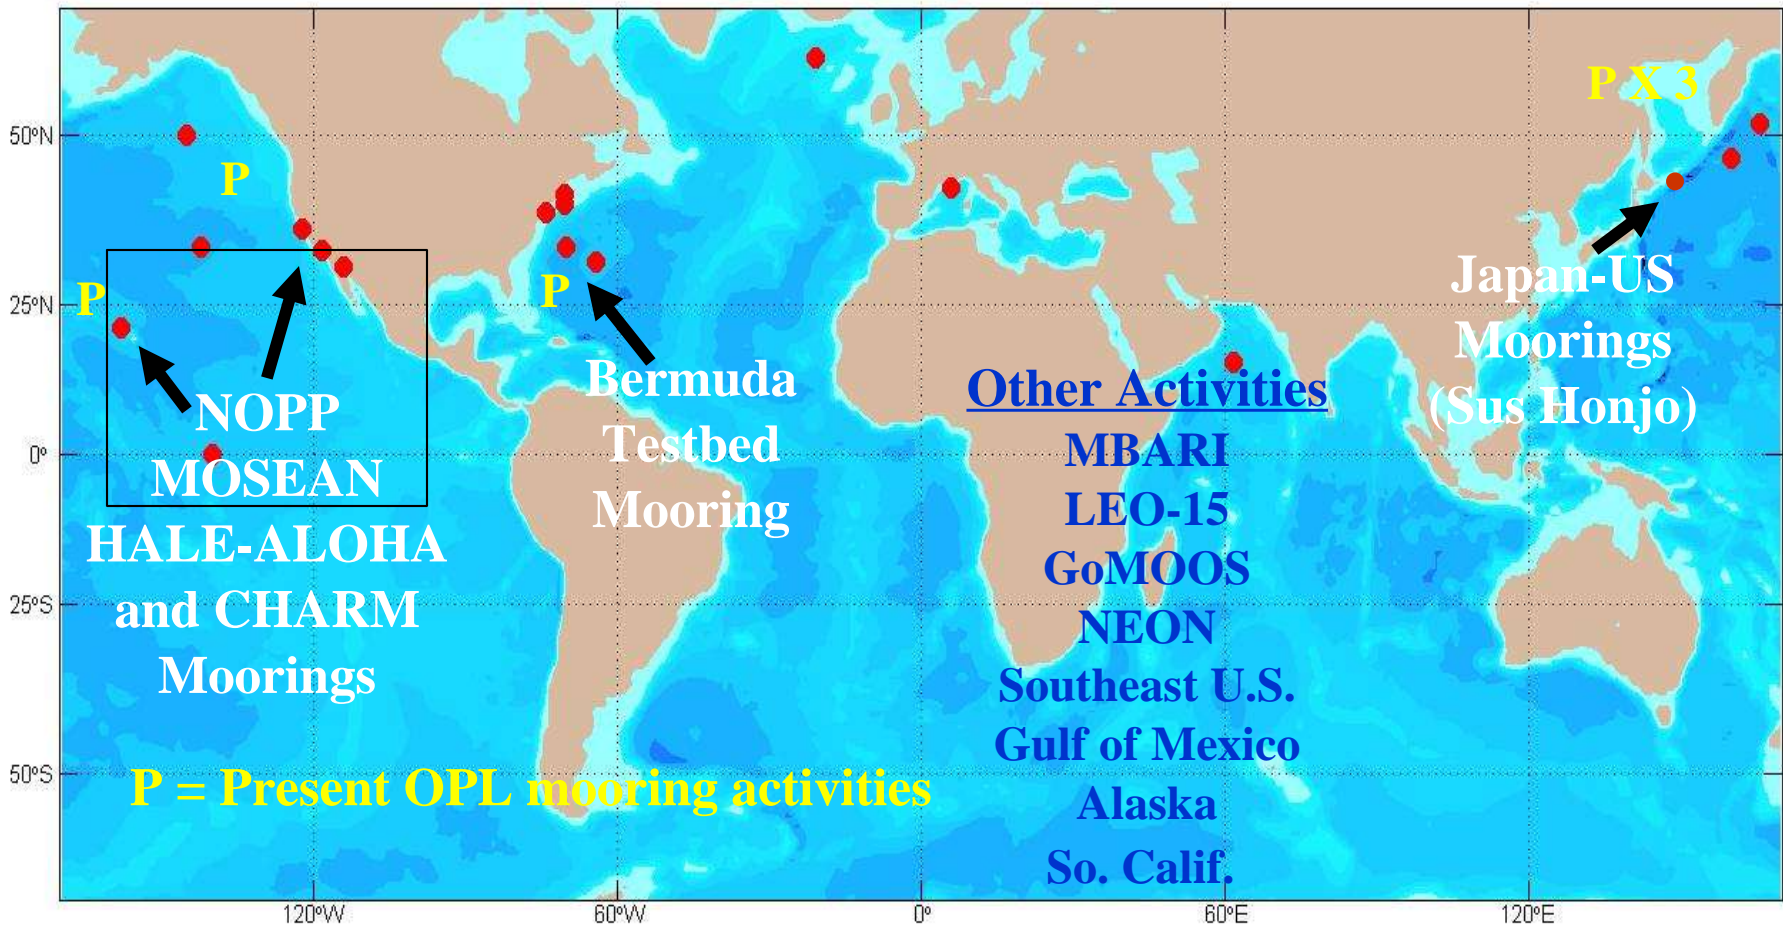 P X 3
50°N
P
P
P
25°N
Japan-US
Moorings
(Sus Honjo)
Bermuda
Testbed
Mooring
NOPP
MOSEAN
HALE-ALOHA
and CHARM
Moorings
Other Activities
MBARI
LEO-15
GoMOOS
NEON
Southeast U.S.
Gulf of Mexico
Alaska
So. Calif.
0°
25°S
50°S
P = Present OPL mooring activities
120°W
60°W
0°
60°E
120°E